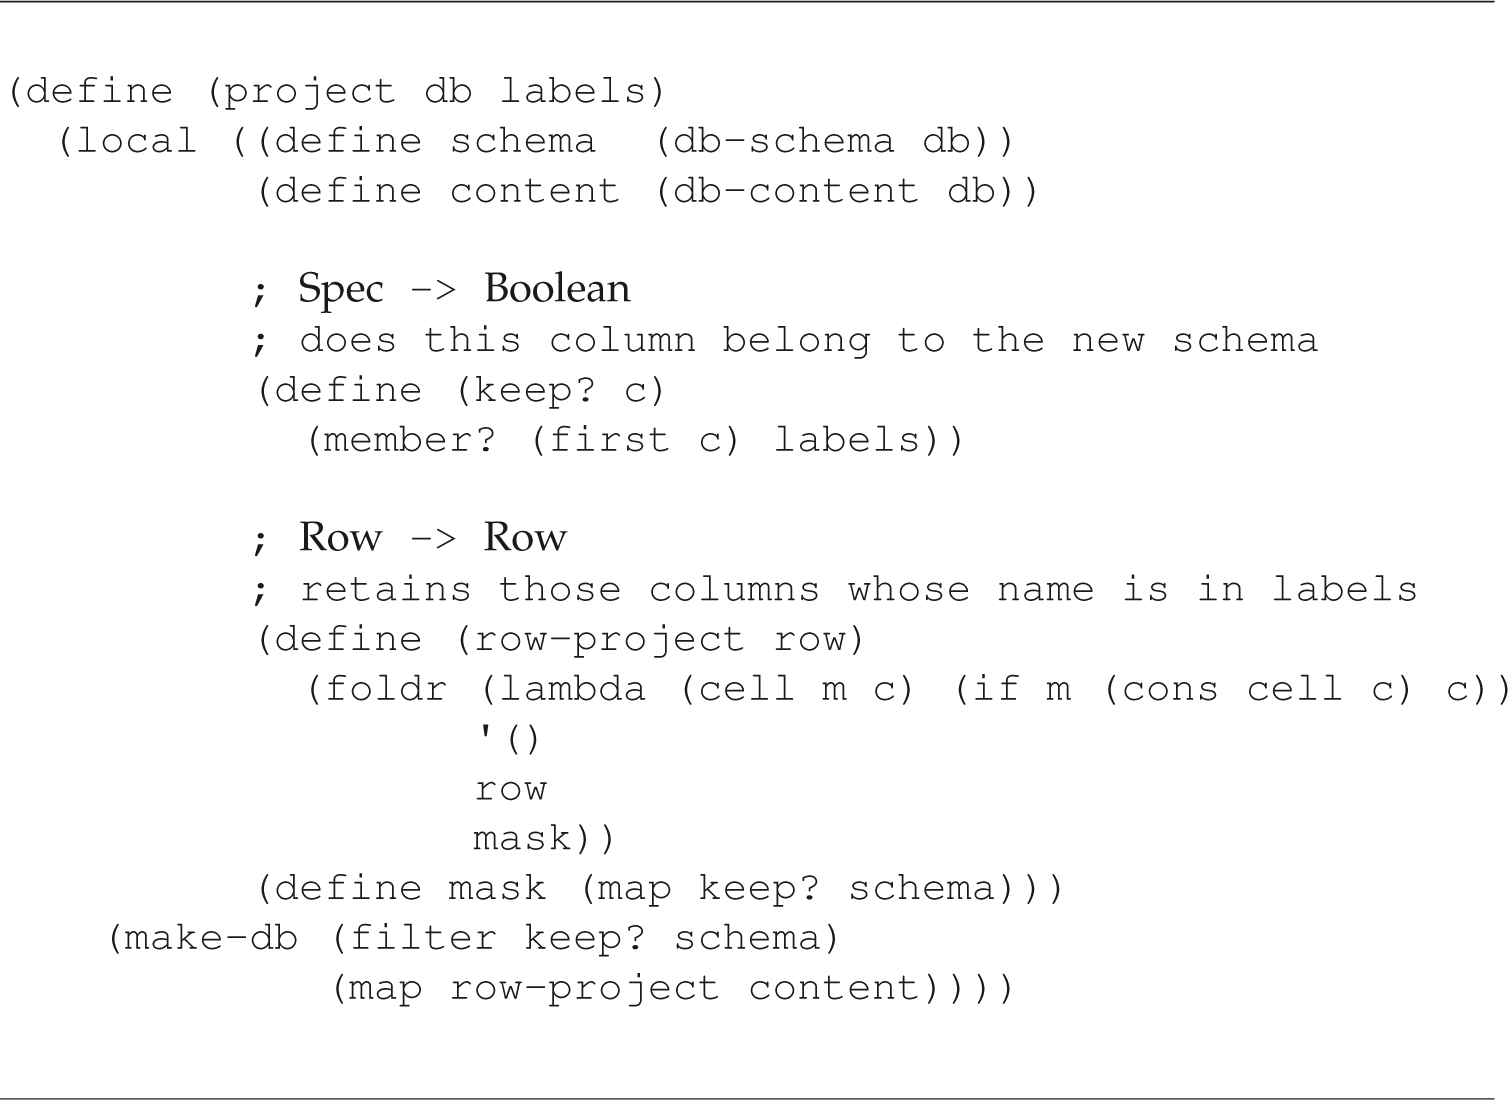 (define (project db labels)
  (local ((define schema  (db-schema db))
          (define content (db-content db))
          ; Spec -> Boolean
          ; does this column belong to the new schema
          (define (keep? c)
            (member? (first c) labels))
          ; Row -> Row
          ; retains those columns whose name is in labels
          (define (row-project row)
            (foldr (lambda (cell m c) (if m (cons cell c) c))
                   '()
                   row
                   mask))
          (define mask (map keep? schema)))
    (make-db (filter keep? schema)
             (map row-project content))))